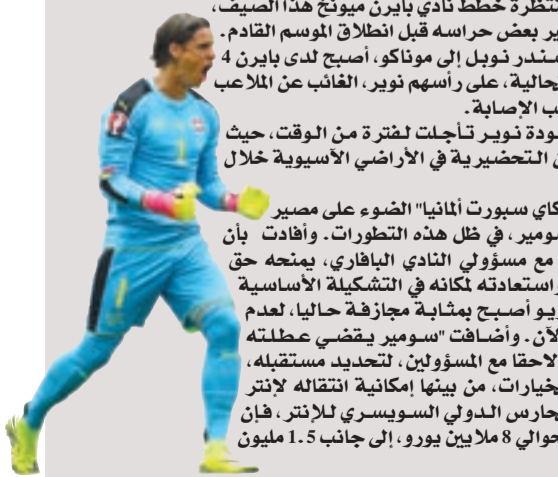 نتظرة خطط نادي بايرن ميونخ هذا الصيف،
ير بعض حراسه قبل انطلاق الموسم القادم.
سندر نوبل إلى موناكو، أصبح لدى بايرن 4
حالية، على رأسهم نوير، الغائب عن الملاعب
ب الإصابة.
ودة نوير تأجلت لفترة من الوقت، حيث
ن التحضيرية في الأراضي الآسيوية خلال
كاي سبورت ألمانيا" الضوء على مصير
ومير، في ظل هذه التطورات. وأفادت بأن
مع مسؤولي النادي البافاري، يمنحه حق
واستعادته لمكانه في التشكيلة الأساسية
ريو أصبح بمثابة مجازفة حاليا، لعدم
لآن. وأضافت "سومير يقضي عطلته
لاحقا مع المسؤولين، لتحديد مستقبله،
خيارات، من بينها إمكانية انتقاله لإنتر
حارس الدولي السويسري للإنتر، فإن
حوالي 8 ملايين يورو، إلى جانب 1.5 مليون